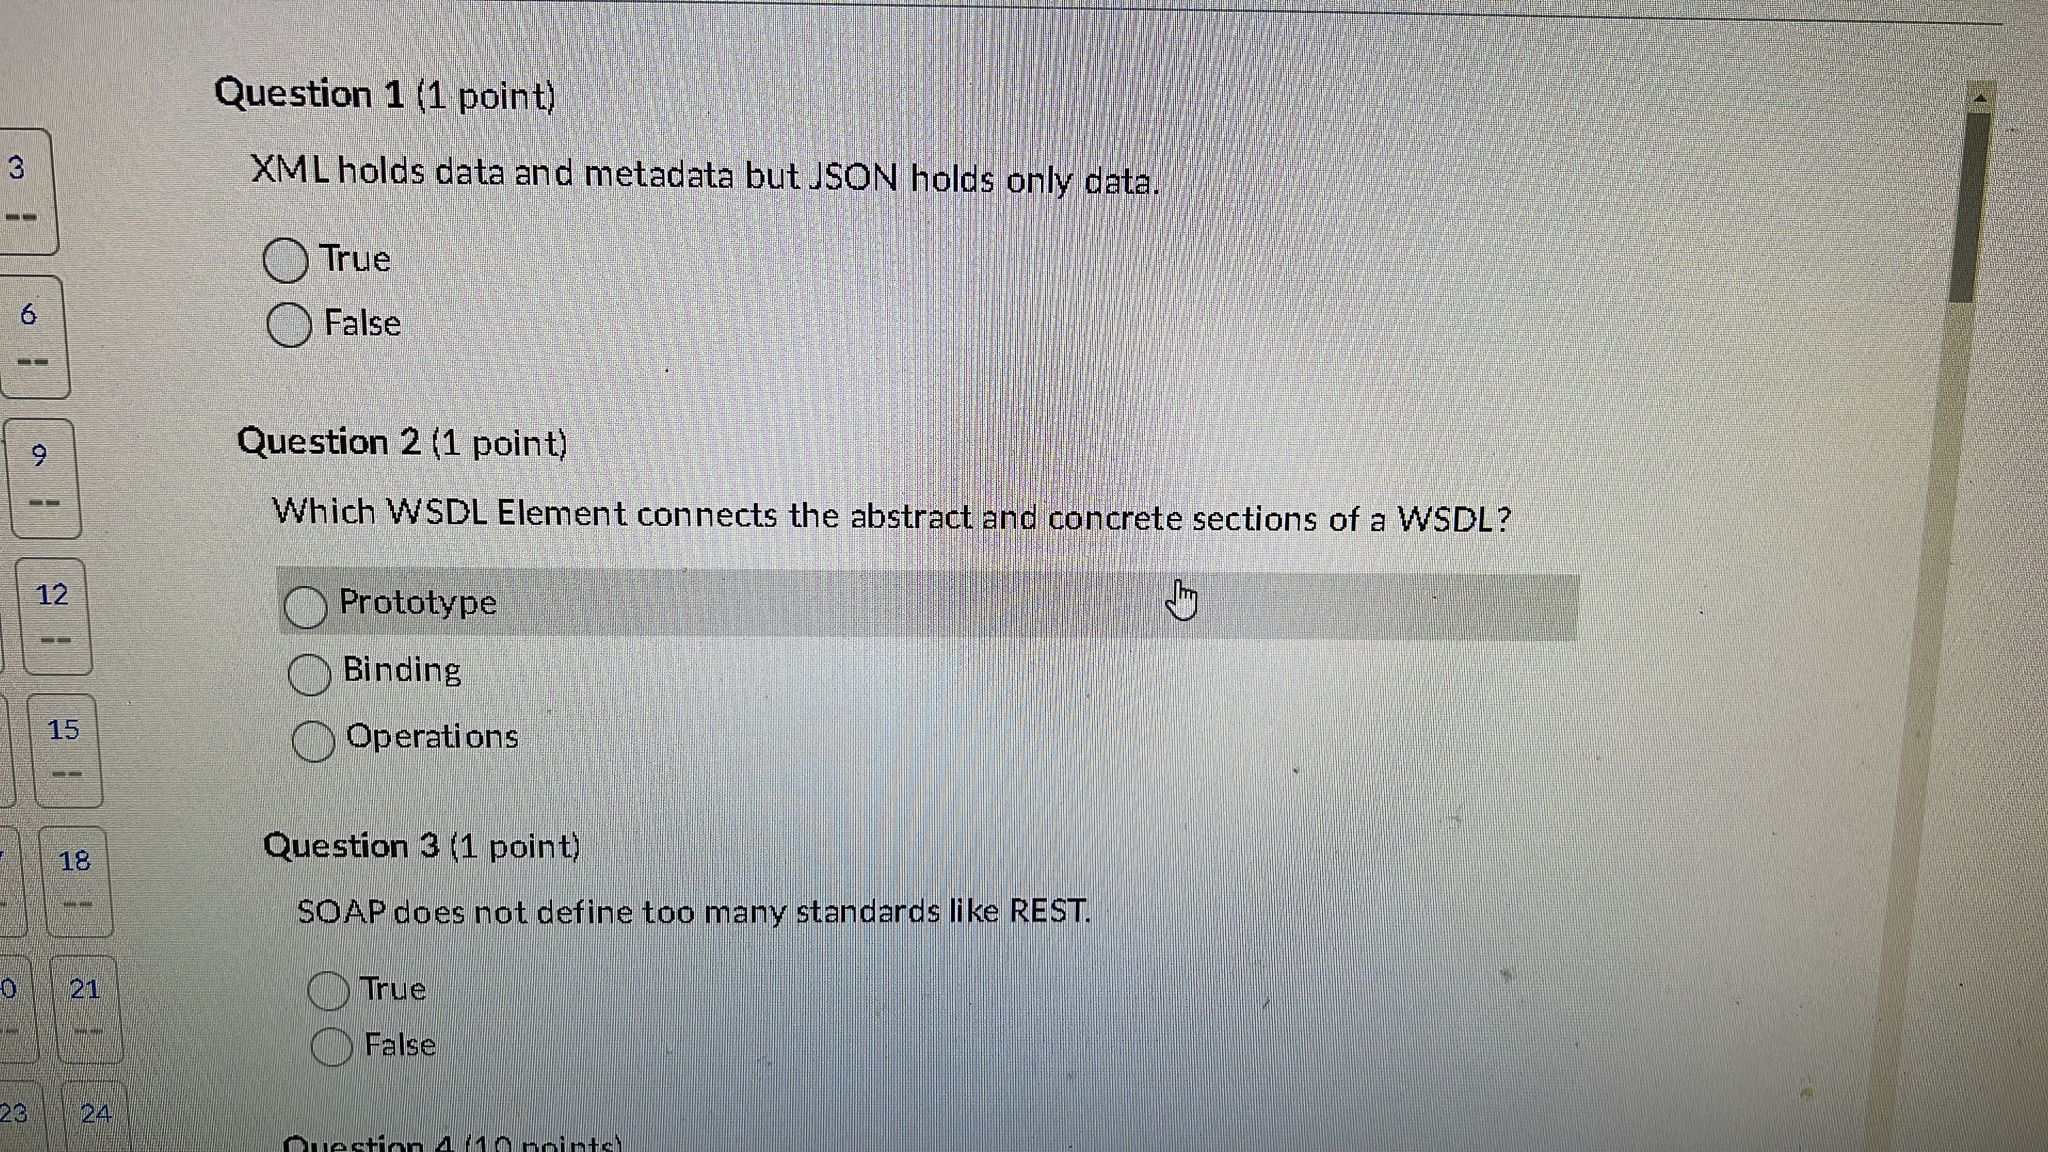 Question 1 (1 point)
XML holds data and metadata but JSON holds only data.
True
False
Question 2 (1 point)
Which WSDL Element connects the abstract and concrete sections of a WSDL?
Prototype
Binding
Operations
Question 3 (1 point)
SOAP does not define too many standards like REST.
True
False
Question 4 (10 points)
3
--
6
--
9
--
12
--
15
--
18
--
21
--
23 24